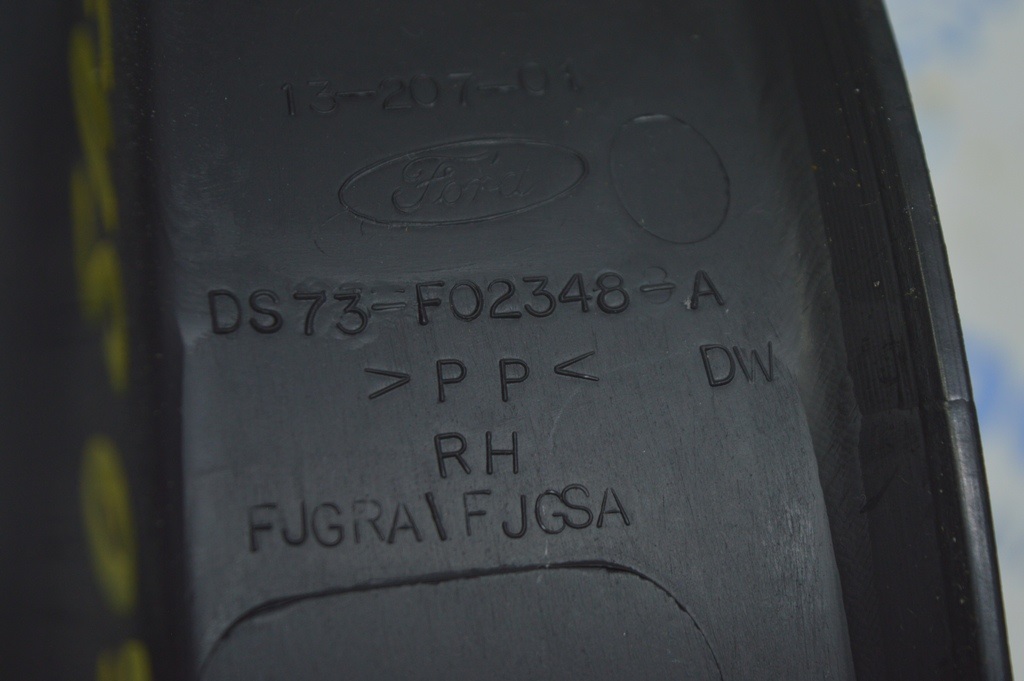 13-207-01
Ford
DS73-F02348-A
>PP< DW
RH
FJGRA\FJGSA